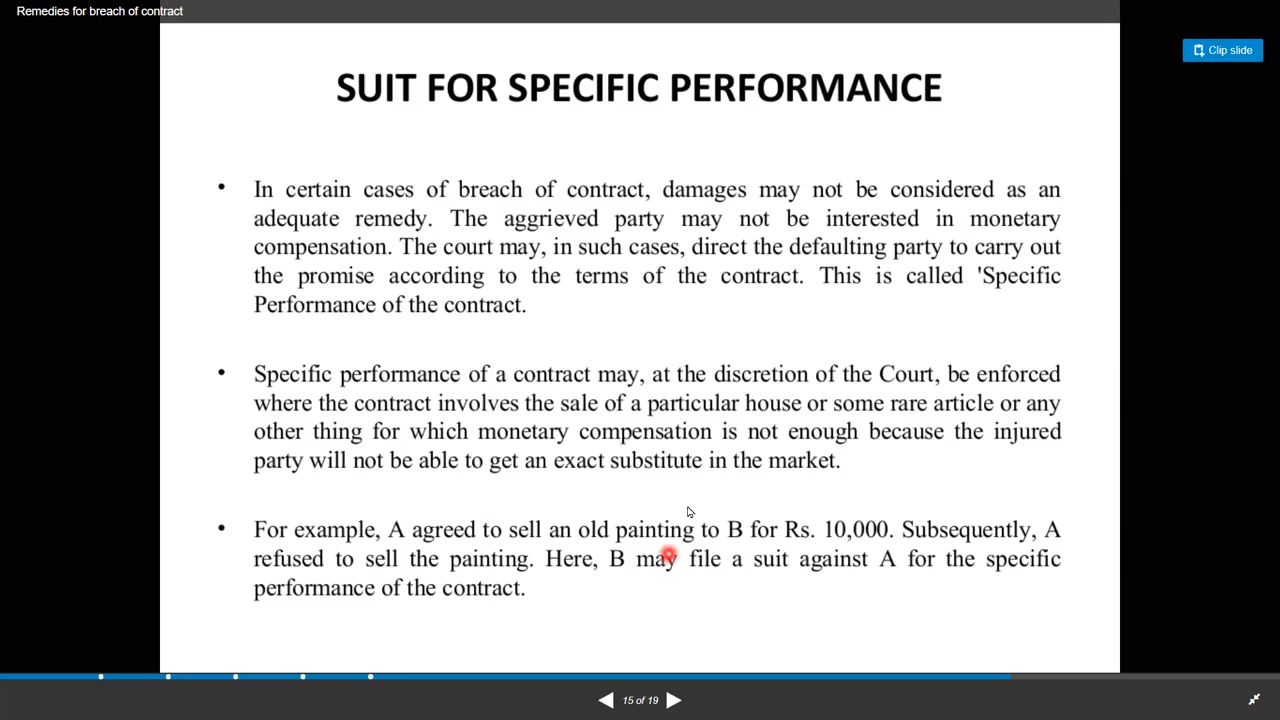 Remedies for breach of contract
Clip slide
SUIT FOR SPECIFIC PERFORMANCE
• In certain cases of breach of contract, damages may not be considered as an
adequate remedy. The aggrieved party may not be interested in monetary
compensation. The court may, in such cases, direct the defaulting party to carry out
the promise according to the terms of the contract. This is called 'Specific
Performance of the contract.
• Specific performance of a contract may, at the discretion of the Court, be enforced
where the contract involves the sale of a particular house or some rare article or any
other thing for which monetary compensation is not enough because the injured
party will not be able to get an exact substitute in the market.
• For example, A agreed to sell an old painting to B for Rs. 10,000. Subsequently, A
refused to sell the painting. Here, B may file a suit against A for the specific
performance of the contract.
15 of 19